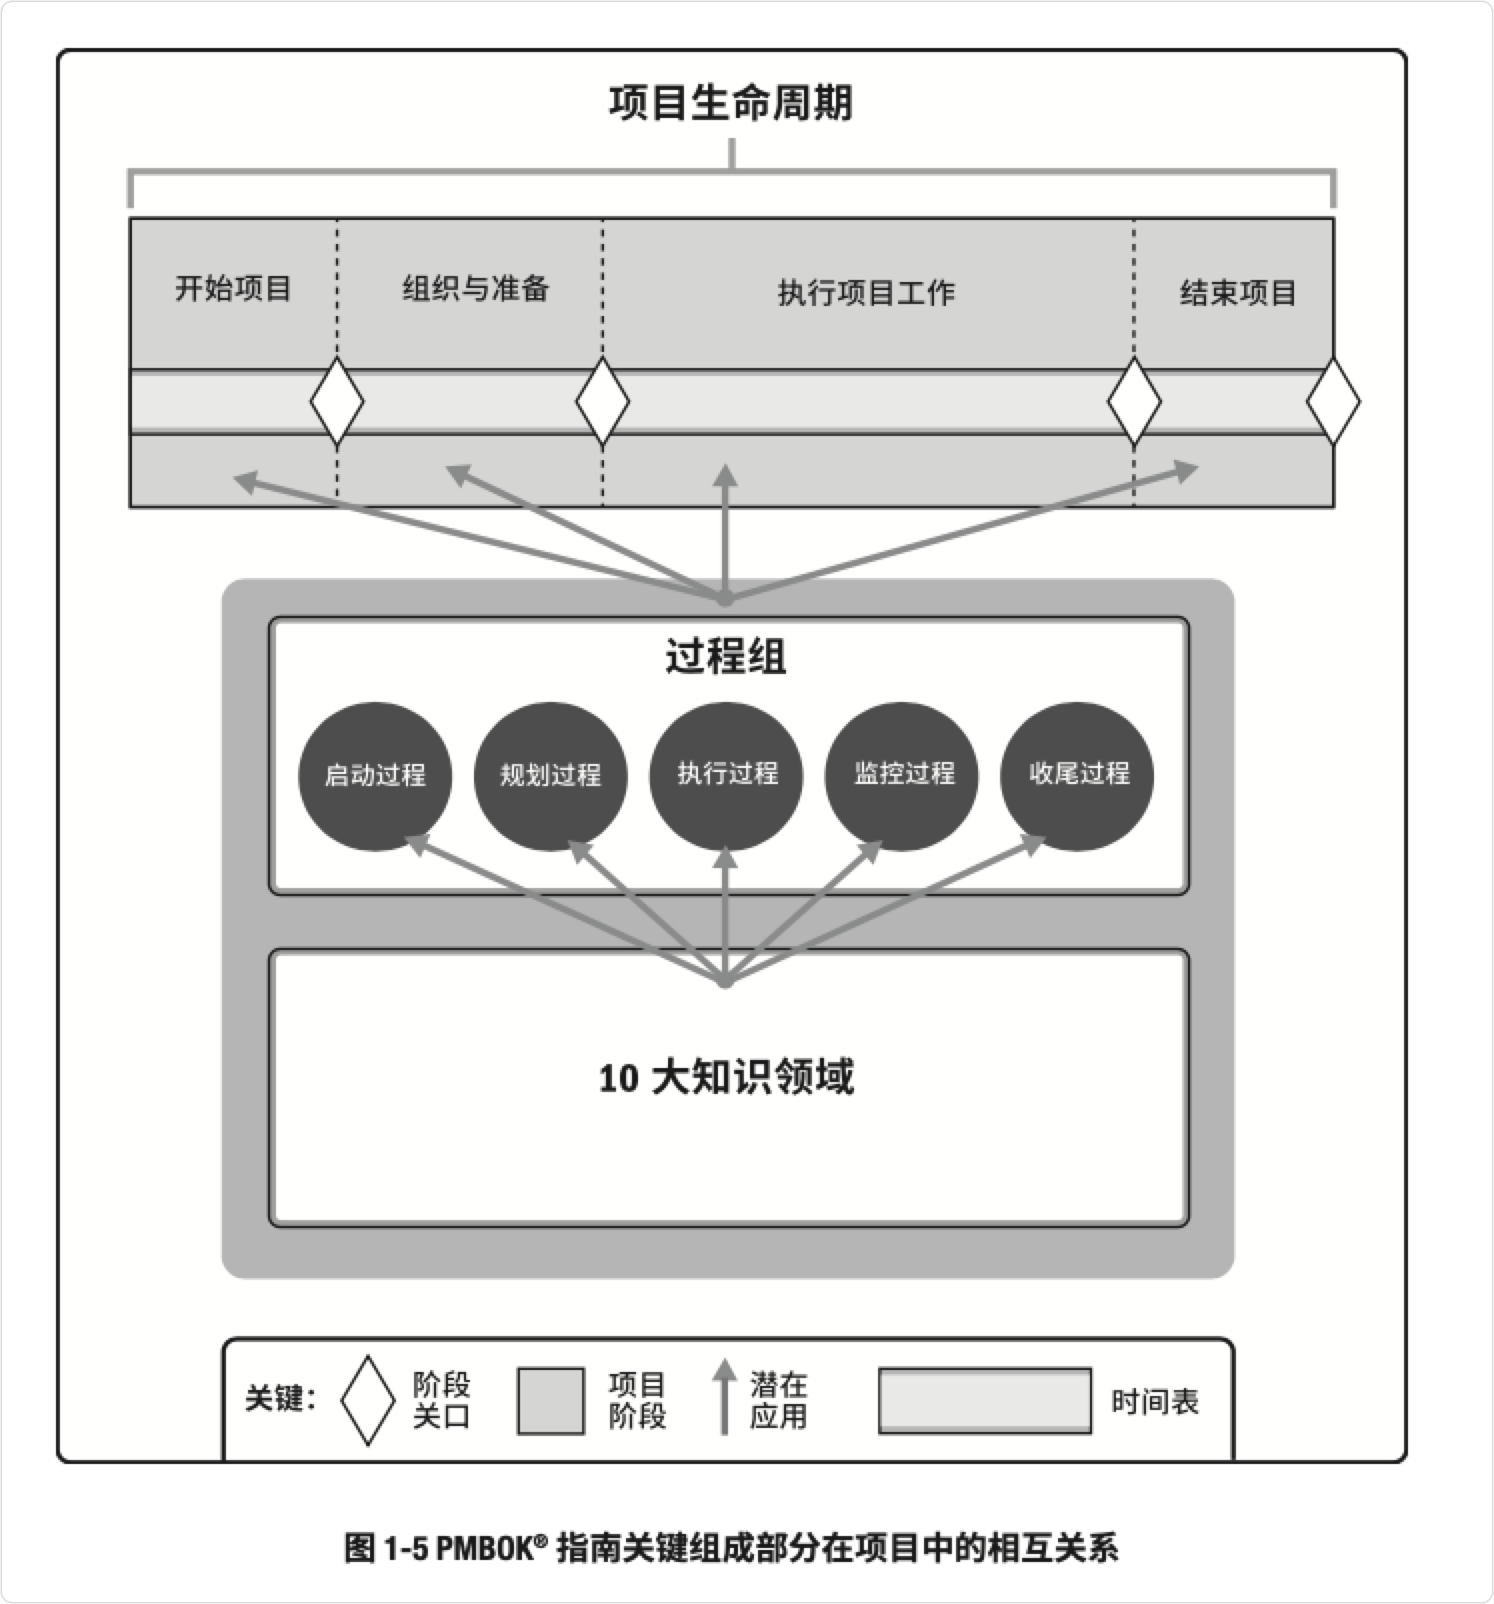 项目生命周期
开始项目
组织与准备
执行项目工作
结束项目
过程组
启动过程
规划过程
执行过程
监控过程
收尾过程
10 大知识领域
关键：
阶段
关口
项目
阶段
潜在
应用
时间表
图 1-5 PMBOK® 指南关键组成部分在项目中的相互关系